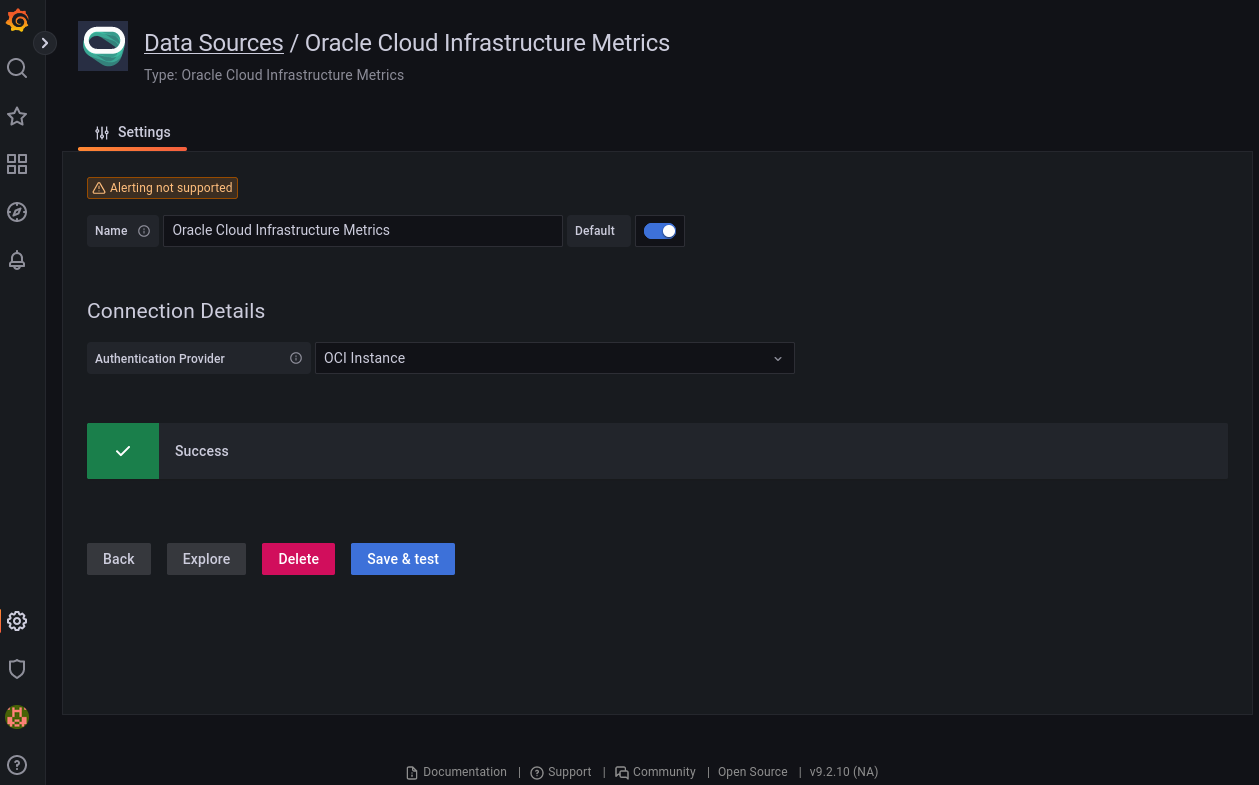 Data Sources / Oracle Cloud Infrastructure Metrics
Type: Oracle Cloud Infrastructure Metrics
Settings
Alerting not supported
Name Oracle Cloud Infrastructure Metrics Default
Connection Details
Authentication Provider OCI Instance
Success
Back Explore Delete Save & test
Documentation | Support | Community | Open Source | v9.2.10 (NA)